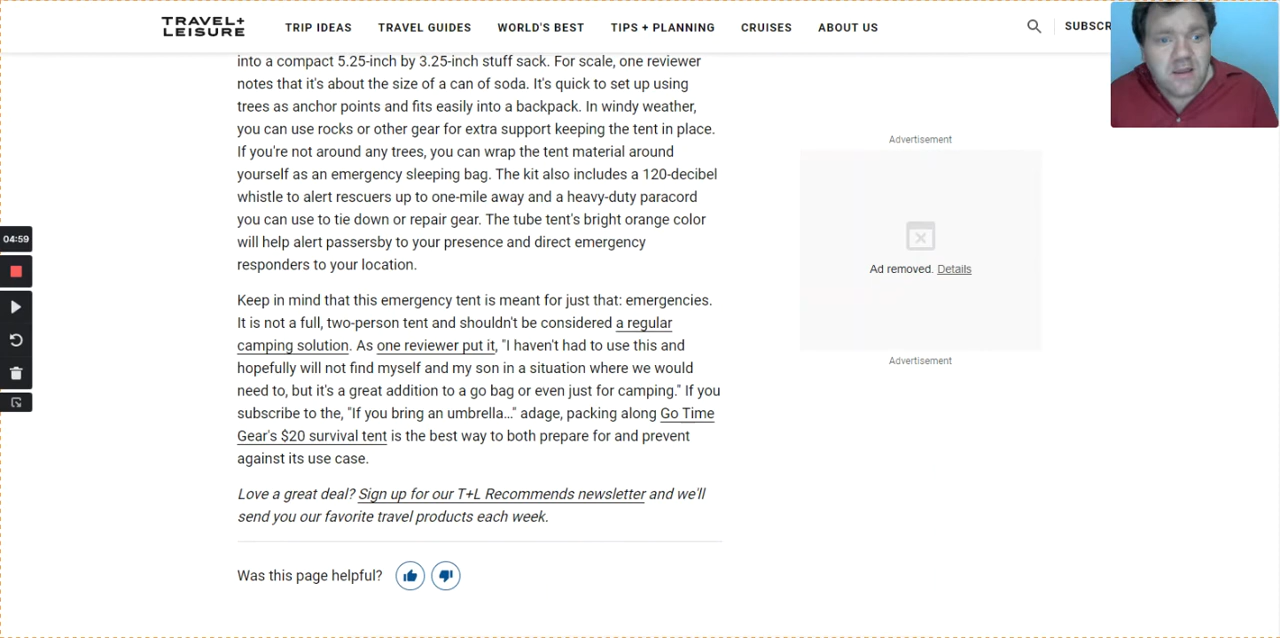 TRAVEL+
LEISURE
TRIP IDEAS
TRAVEL GUIDES
WORLD'S BEST
TIPS + PLANNING
CRUISES
ABOUT US
SUBSCR
into a compact 5.25-inch by 3.25-inch stuff sack. For scale, one reviewer
notes that it's about the size of a can of soda. It's quick to set up using
trees as anchor points and fits easily into a backpack. In windy weather,
you can use rocks or other gear for extra support keeping the tent in place.
If you're not around any trees, you can wrap the tent material around
yourself as an emergency sleeping bag. The kit also includes a 120-decibel
whistle to alert rescuers up to one-mile away and a heavy-duty paracord
you can use to tie down or repair gear. The tube tent's bright orange color
will help alert passersby to your presence and direct emergency
responders to your location.
Keep in mind that this emergency tent is meant for just that: emergencies.
It is not a full, two-person tent and shouldn't be considered a regular
camping solution. As one reviewer put it, "I haven't had to use this and
hopefully will not find myself and my son in a situation where we would
need to, but it's a great addition to a go bag or even just for camping." If you
subscribe to the, "If you bring an umbrella…" adage, packing along Go Time
Gear's $20 survival tent is the best way to both prepare for and prevent
against its use case.
Love a great deal? Sign up for our T+L Recommends newsletter and we'll
send you our favorite travel products each week.
Was this page helpful?
Advertisement
Ad removed. Details
Advertisement
04:59